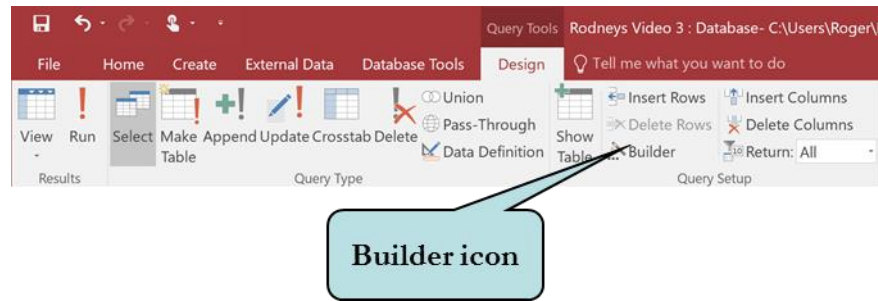 Query Tools Rodneys Video 3 : Database- C:\Users\Roger\
File Home Create External Data Database Tools Design Tell me what you want to do
View Run Select Make Table Append Update Crosstab Delete Union Pass-Through Data Definition Show Table Insert Rows Delete Rows Builder Insert Columns Delete Columns Return: All
Results Query Type Query Setup
Builder icon